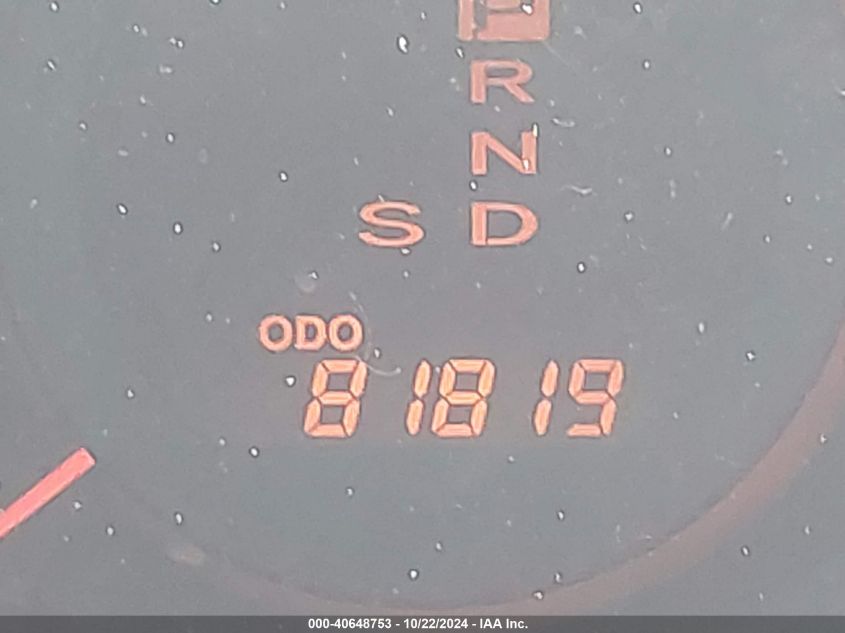 P
R
N
S D
ODO
81819
000-40648753 - 10/22/2024 - IAA Inc.